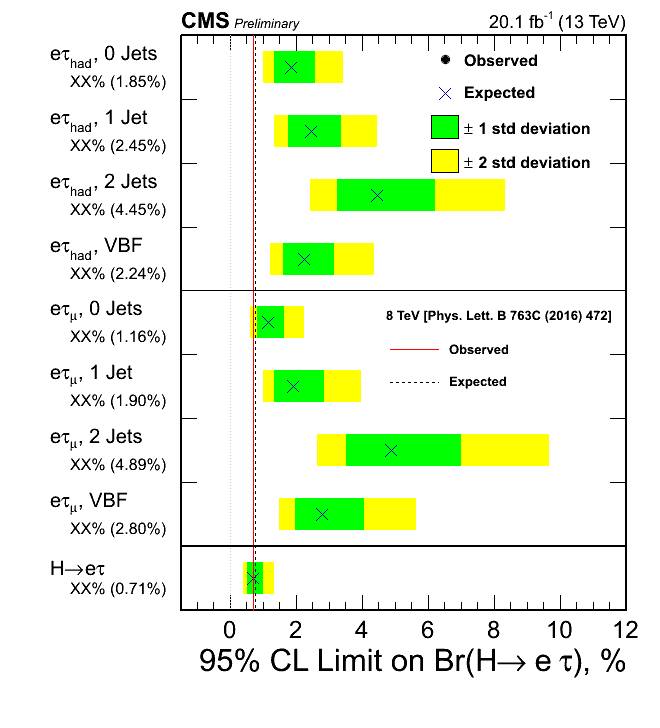 CMS Preliminary 20.1 fb⁻¹ (13 TeV)
eτhad, 0 Jets
XX% (1.85%)
eτhad, 1 Jet
XX% (2.45%)
eτhad, 2 Jets
XX% (4.45%)
eτhad, VBF
XX% (2.24%)
eτμ, 0 Jets
XX% (1.16%)
eτμ, 1 Jet
XX% (1.90%)
eτμ, 2 Jets
XX% (4.89%)
eτμ, VBF
XX% (2.80%)
H→eτ
XX% (0.71%)
Observed
Expected
± 1 std deviation
± 2 std deviation
8 TeV [Phys. Lett. B 763C (2016) 472]
Observed
Expected
0 2 4 6 8 10 12
95% CL Limit on Br(H→ e τ), %